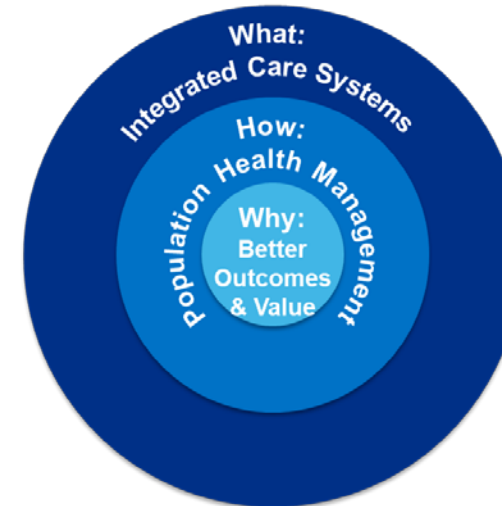 What:
Integrated Care Systems
How:
Population Health Management
Why:
Better
Outcomes
& Value